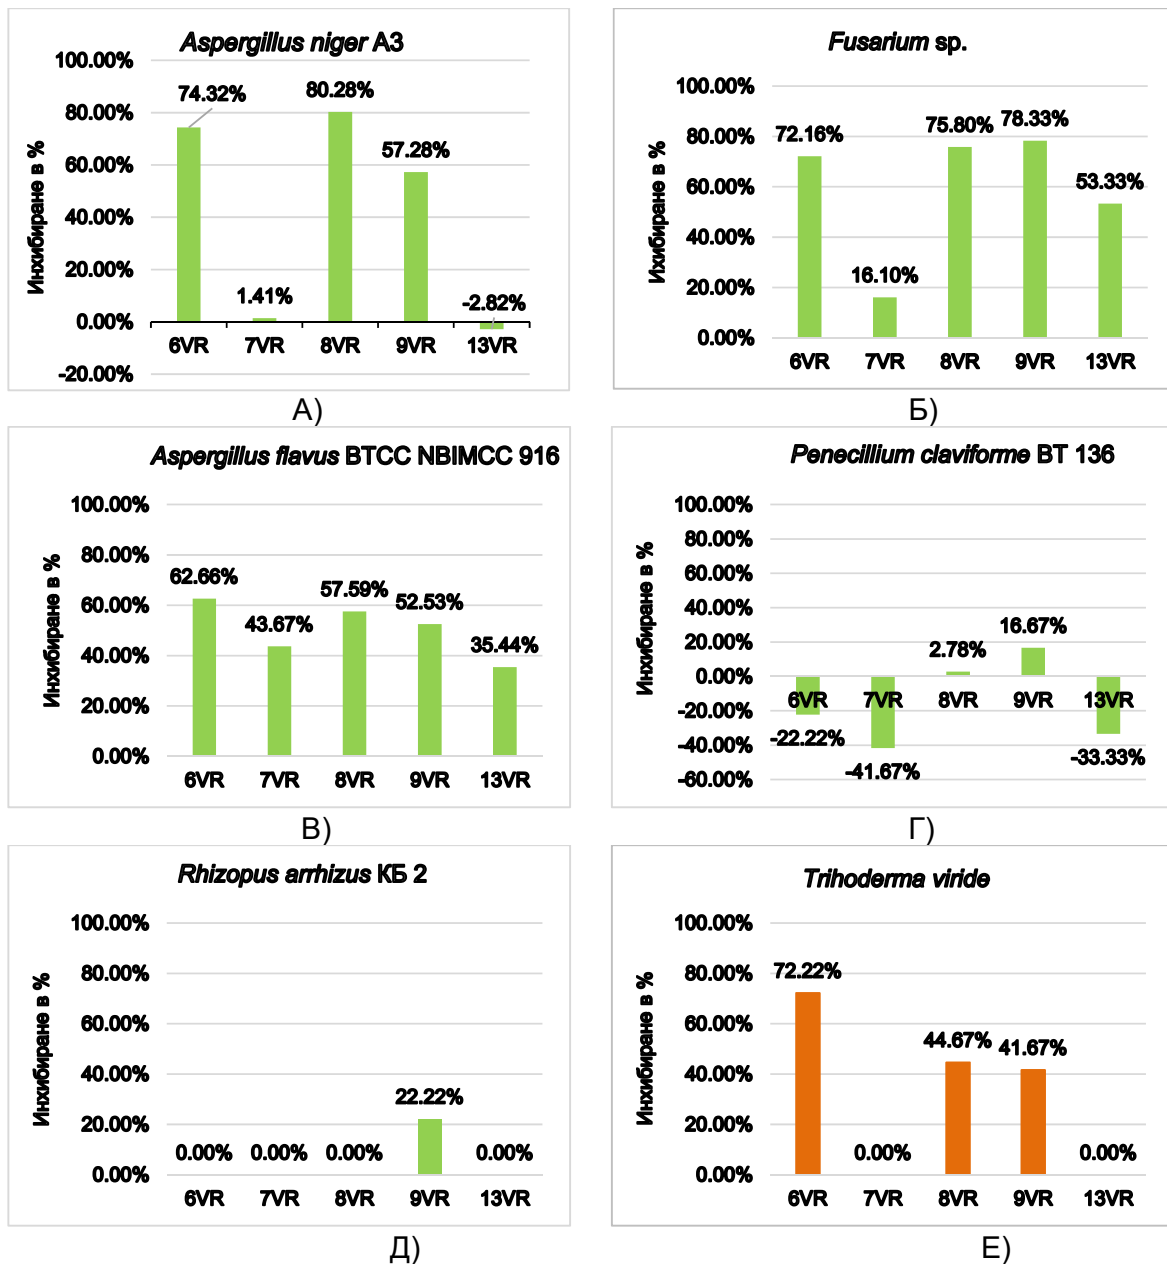 Aspergillus niger А3
100.00%
80.00%
60.00%
40.00%
20.00%
0.00%
-20.00%
Инхибиране в %
74.32%
1.41%
80.28%
57.28%
-2.82%
6VR 7VR 8VR 9VR 13VR
А)
Fusarium sp.
100.00%
80.00%
60.00%
40.00%
20.00%
0.00%
Ихибиране в %
72.16%
16.10%
75.80%
78.33%
53.33%
6VR 7VR 8VR 9VR 13VR
Б)
Aspergillus flavus BTCC NBIMCC 916
100.00%
80.00%
60.00%
40.00%
20.00%
0.00%
Инхибиране в %
62.66%
43.67%
57.59%
52.53%
35.44%
6VR 7VR 8VR 9VR 13VR
В)
Penecillium claviforme BT 136
100.00%
80.00%
60.00%
40.00%
20.00%
0.00%
-20.00%
-40.00%
-60.00%
Инхибиране в %
-22.22%
-41.67%
2.78%
16.67%
-33.33%
6VR 7VR 8VR 9VR 13VR
Г)
Rhizopus arrhizus КБ 2
100.00%
80.00%
60.00%
40.00%
20.00%
0.00%
Инхибиране в %
0.00% 0.00% 0.00% 22.22% 0.00%
6VR 7VR 8VR 9VR 13VR
Д)
Trihoderma viride
100.00%
80.00%
60.00%
40.00%
20.00%
0.00%
Инхибиране в %
72.22%
0.00%
44.67%
41.67%
0.00%
6VR 7VR 8VR 9VR 13VR
Е)